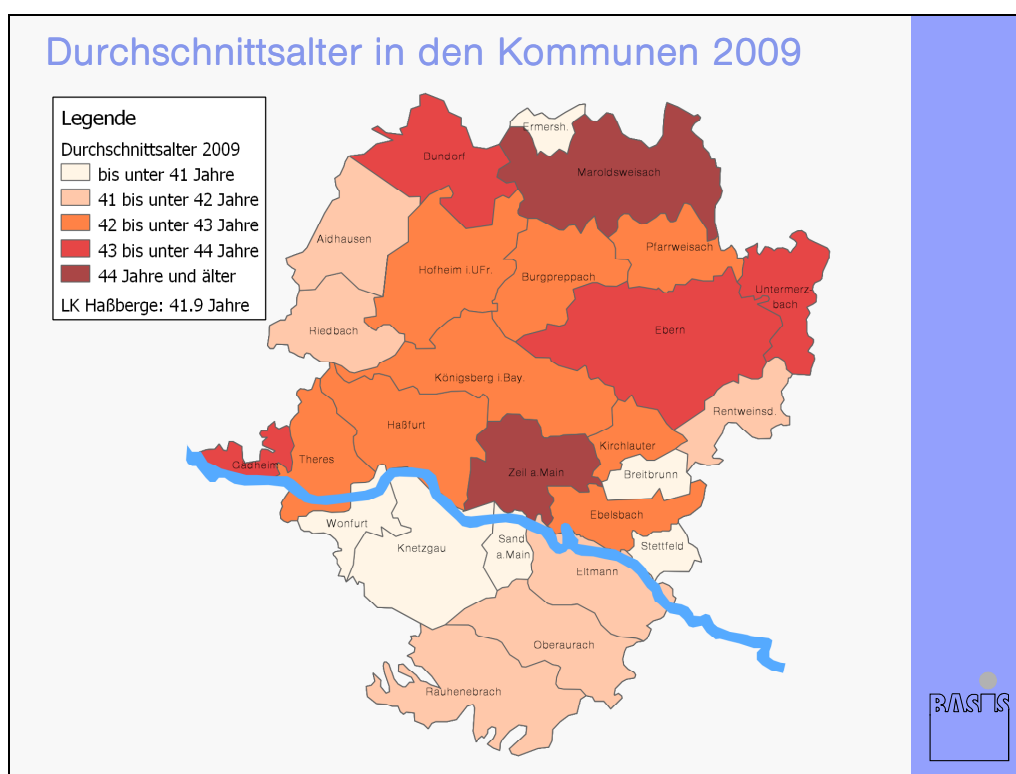 Durchschnittsalter in den Kommunen 2009
Legende
Durchschnittsalter 2009
bis unter 41 Jahre
41 bis unter 42 Jahre
42 bis unter 43 Jahre
43 bis unter 44 Jahre
44 Jahre und älter
LK Haßberge: 41.9 Jahre
Ermersh.
Bundorf
Maroldsweisach
Aidhausen
Pfarrweisach
Hofheim i.UFr.
Burgpreppach
Untermerz-
bach
Riedbach
Ebern
Königsberg i.Bay.
Rentweinsd.
Haßfurt
Kirchlauter
Gädheim
Theres
Zeil a.Main
Breitbrunn
Ebelsbach
Wonfurt
Knetzgau
Sand
a.Main
Stettfeld
Eltmann
Oberaurach
Rauhenebrach
BASIS